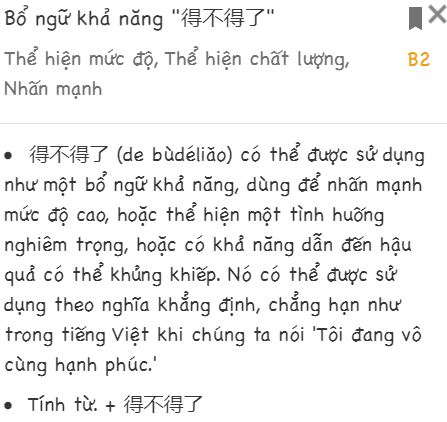 Bổ ngữ khả năng "得不得了"
Thể hiện mức độ, Thể hiện chất lượng,
Nhấn mạnh
B2
• 得不得了 (de bùdéliǎo) có thể được sử dụng
như một bổ ngữ khả năng, dùng để nhấn mạnh
mức độ cao, hoặc thể hiện một tình huống
nghiêm trọng, hoặc có khả năng dẫn đến hậu
quả có thể khủng khiếp. Nó có thể được sử
dụng theo nghĩa khẳng định, chẳng hạn như
trong tiếng Việt khi chúng ta nói 'Tôi đang vô
cùng hạnh phúc.'
• Tính từ. + 得不得了